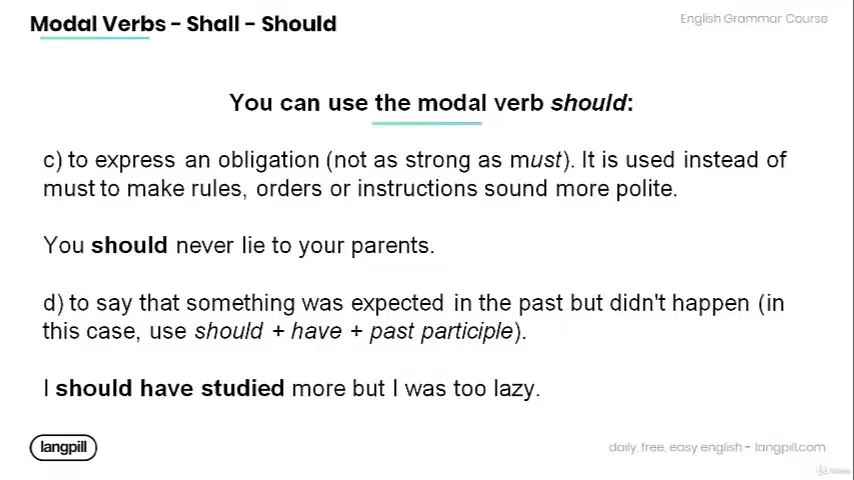 Modal Verbs - Shall - Should
English Grammar Course
You can use the modal verb should:
c) to express an obligation (not as strong as must). It is used instead of
must to make rules, orders or instructions sound more polite.
You should never lie to your parents.
d) to say that something was expected in the past but didn't happen (in
this case, use should + have + past participle).
I should have studied more but I was too lazy.
langpill
daily, free, easy english - langpill.com